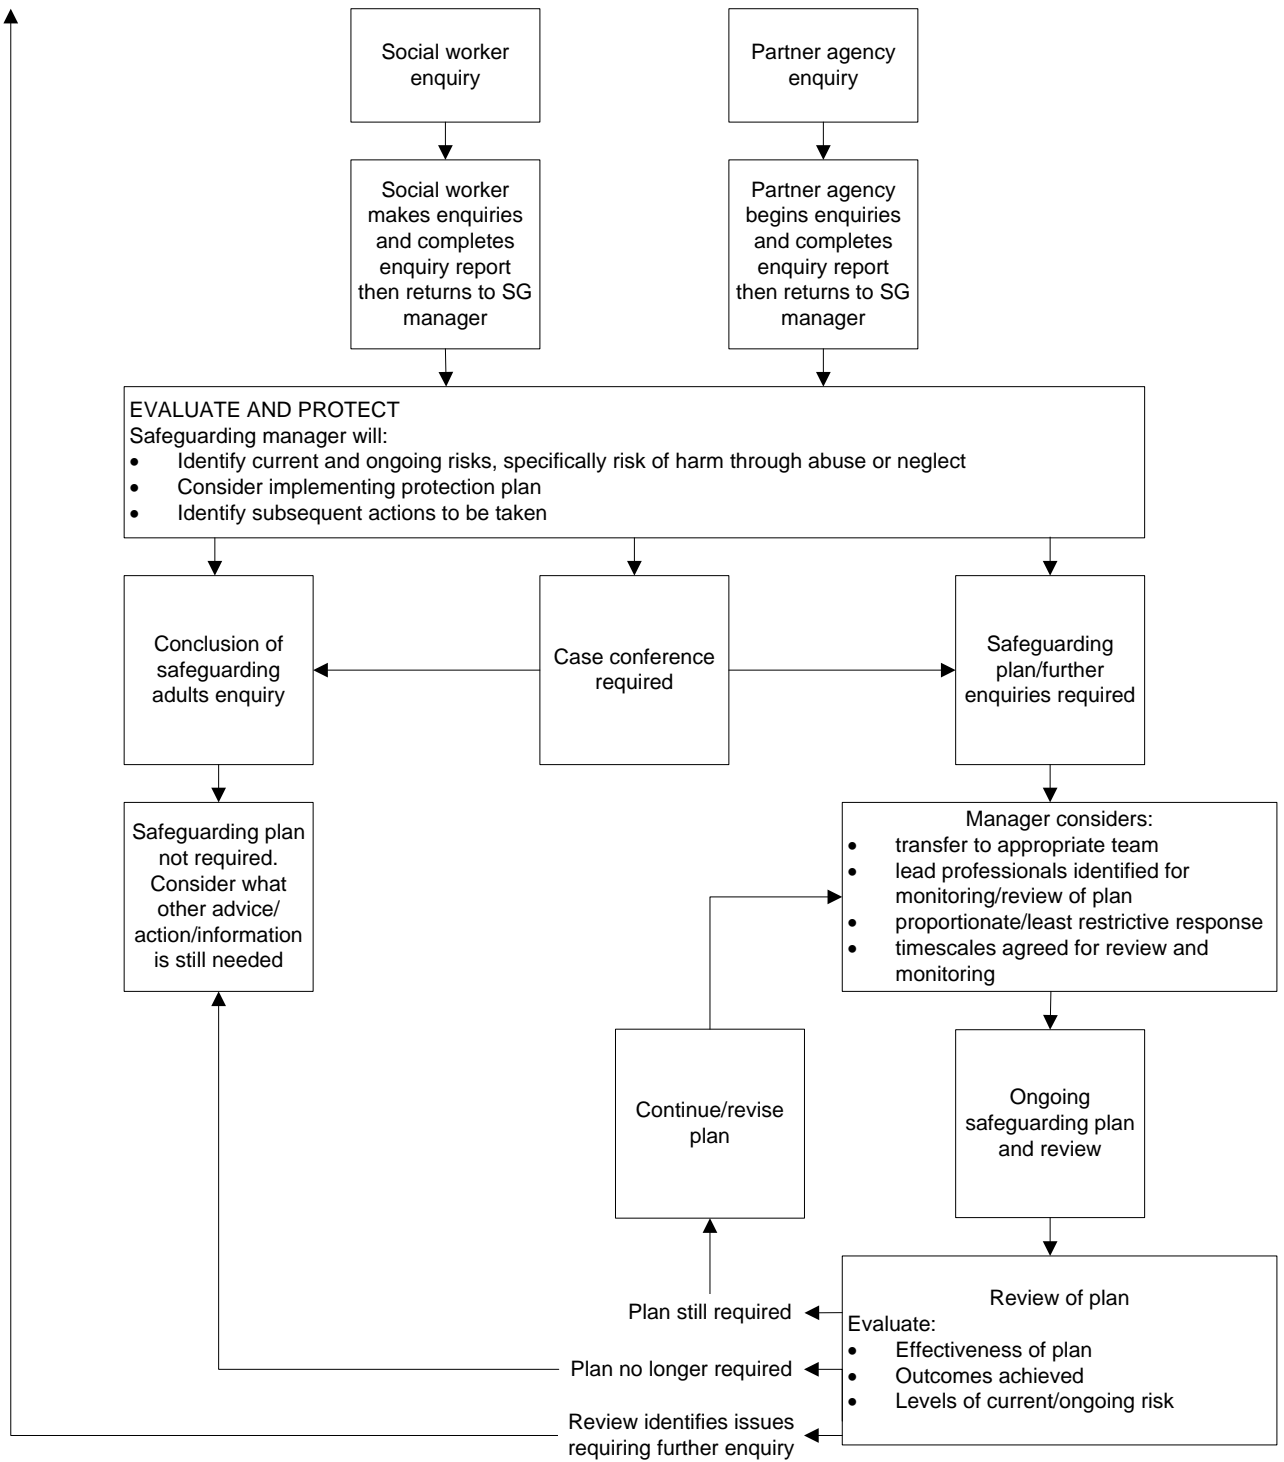 Social worker
enquiry
Partner agency
enquiry
Social worker
makes enquiries
and completes
enquiry report
then returns to SG
manager
Partner agency
begins enquiries
and completes
enquiry report
then returns to SG
manager
EVALUATE AND PROTECT
Safeguarding manager will:
• Identify current and ongoing risks, specifically risk of harm through abuse or neglect
• Consider implementing protection plan
• Identify subsequent actions to be taken
Conclusion of
safeguarding
adults enquiry
Case conference
required
Safeguarding
plan/further
enquiries required
Safeguarding plan
not required.
Consider what
other advice/
action/information
is still needed
Manager considers:
• transfer to appropriate team
• lead professionals identified for
monitoring/review of plan
• proportionate/least restrictive response
• timescales agreed for review and
monitoring
Continue/revise
plan
Ongoing
safeguarding plan
and review
Review of plan
Evaluate:
• Effectiveness of plan
• Outcomes achieved
• Levels of current/ongoing risk
Plan still required
Plan no longer required
Review identifies issues
requiring further enquiry